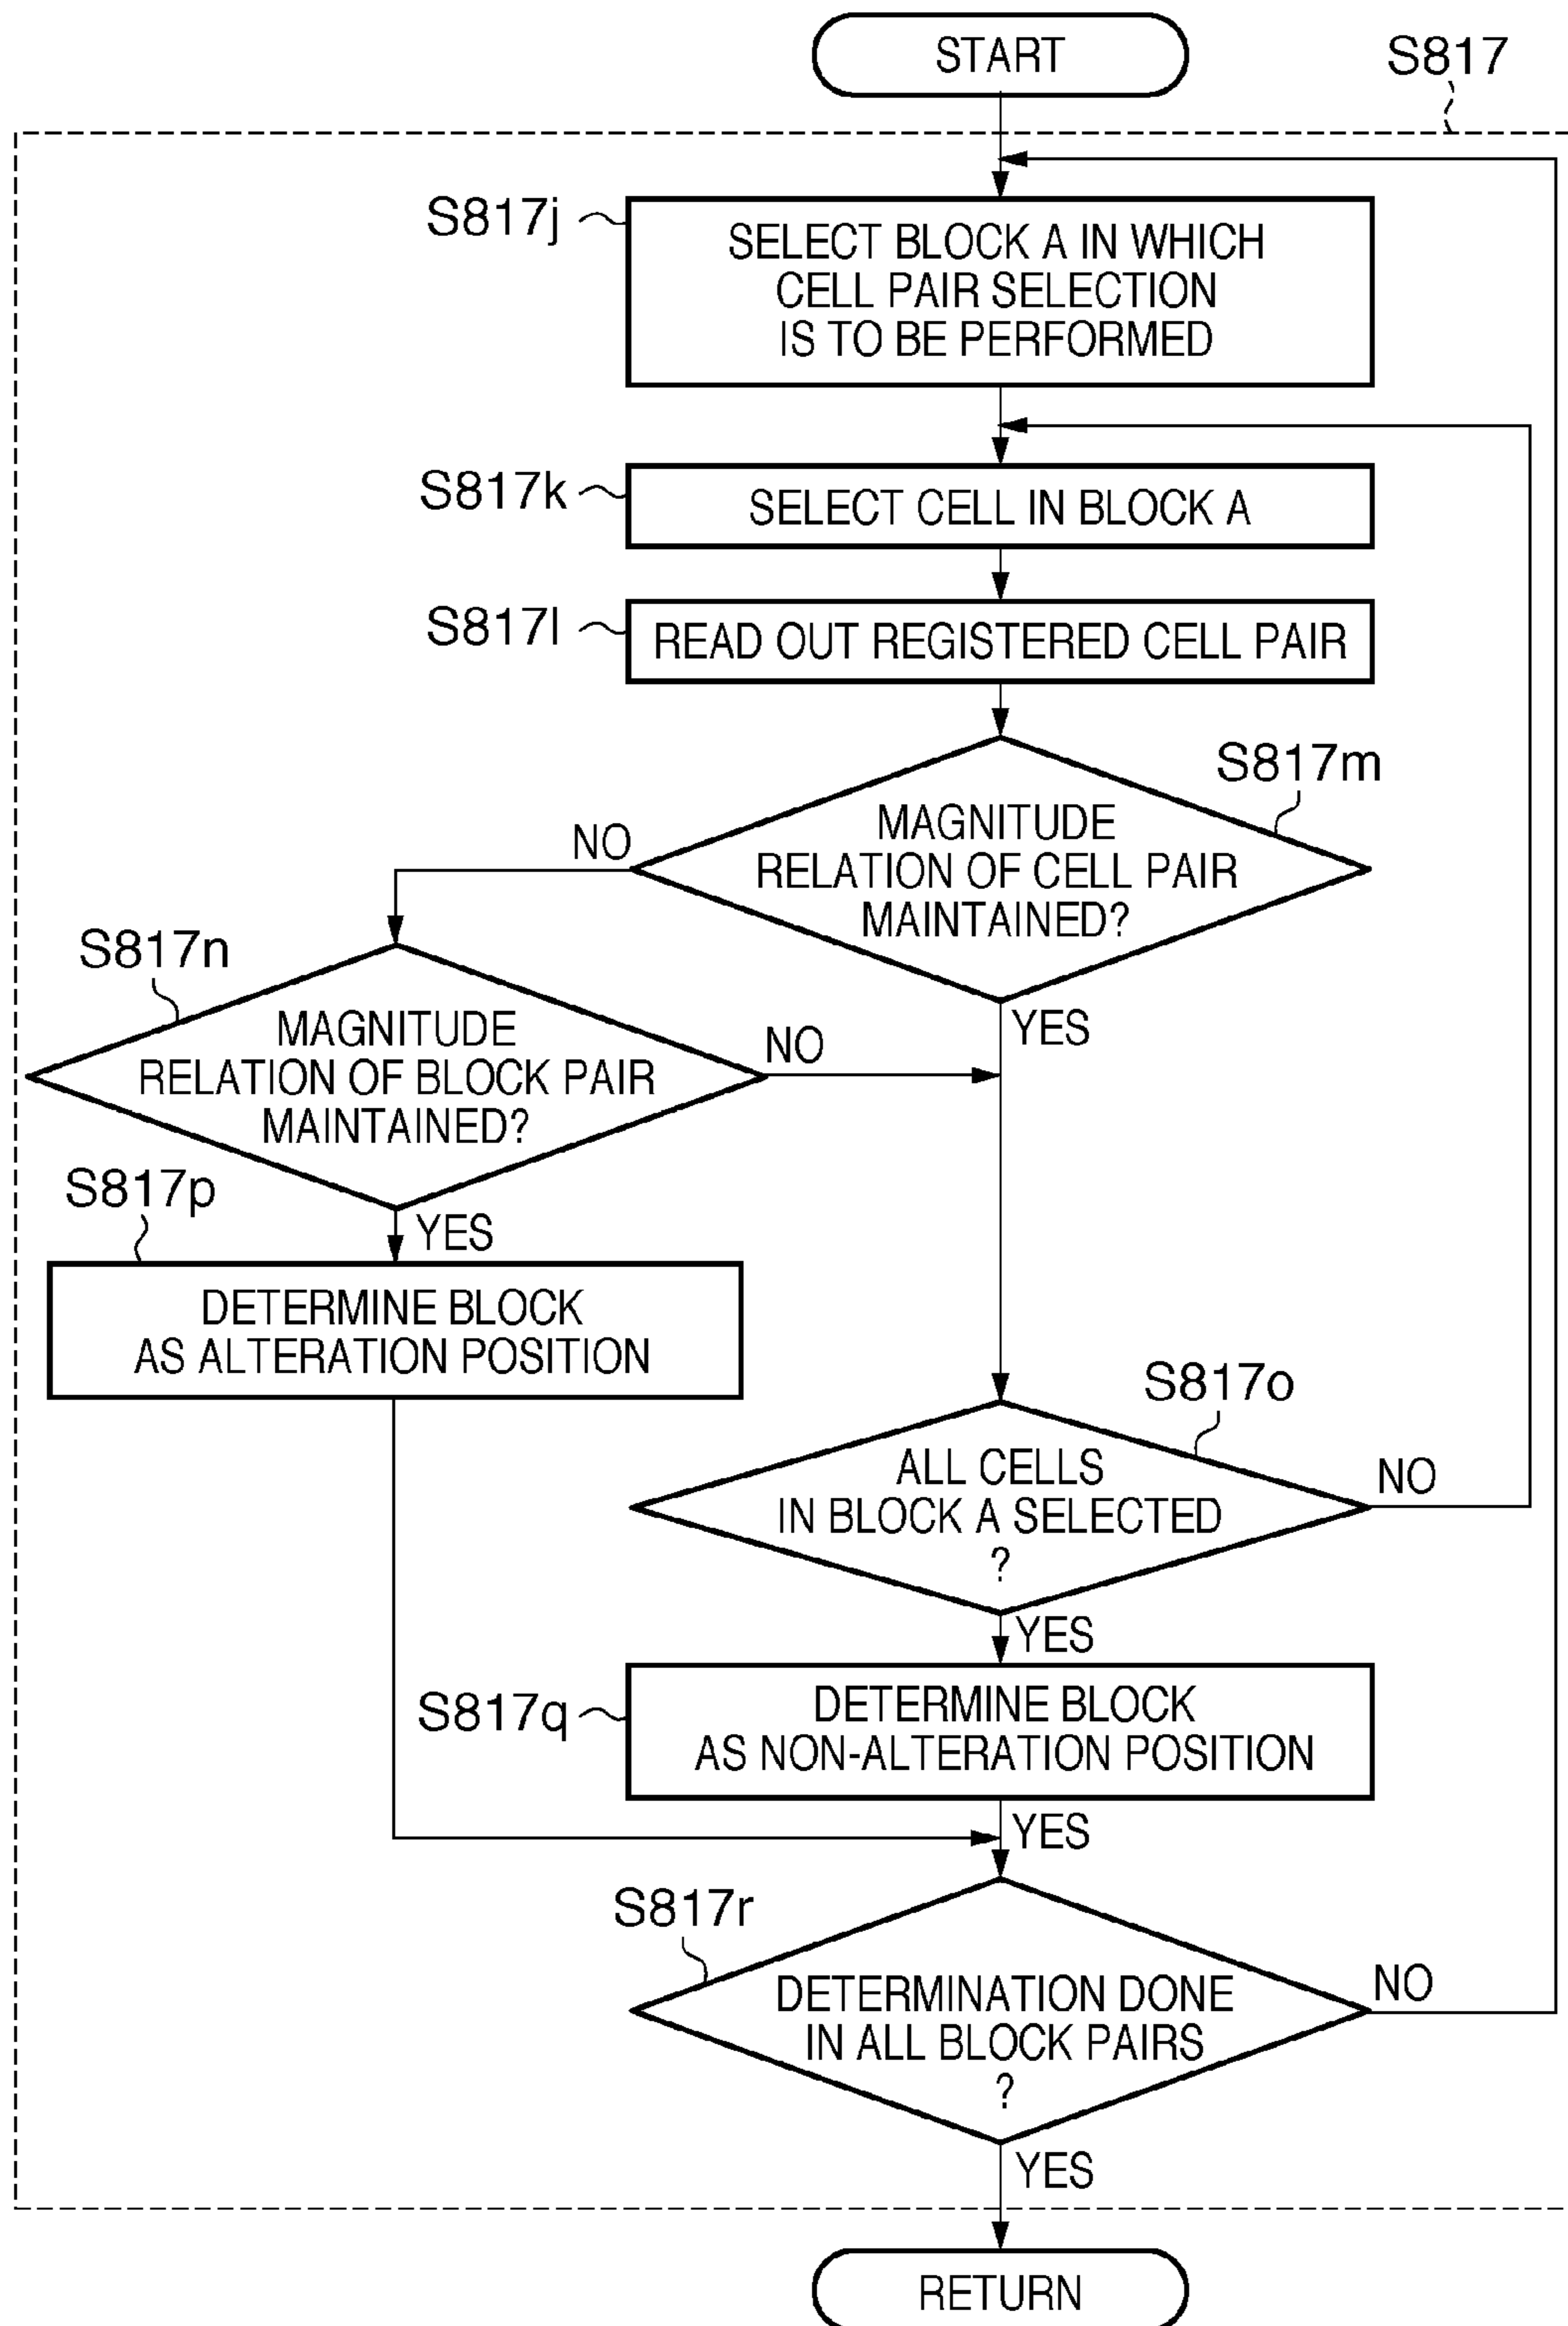 START
S817
S817j
SELECT BLOCK A IN WHICH
CELL PAIR SELECTION
IS TO BE PERFORMED
S817k
SELECT CELL IN BLOCK A
S817l
READ OUT REGISTERED CELL PAIR
S817m
MAGNITUDE
RELATION OF CELL PAIR
MAINTAINED?
NO
YES
S817n
MAGNITUDE
RELATION OF BLOCK PAIR
MAINTAINED?
NO
YES
S817p
DETERMINE BLOCK
AS ALTERATION POSITION
S817o
ALL CELLS
IN BLOCK A SELECTED
?
NO
YES
S817q
DETERMINE BLOCK
AS NON-ALTERATION POSITION
YES
S817r
DETERMINATION DONE
IN ALL BLOCK PAIRS
?
NO
YES
RETURN